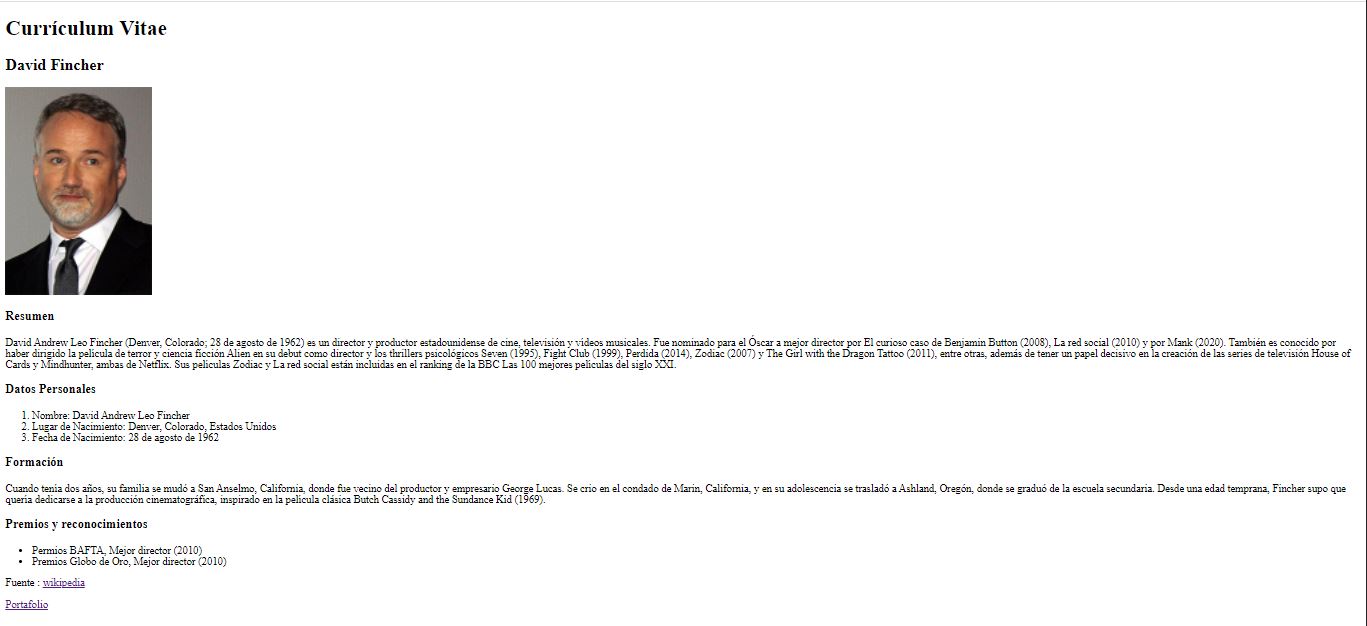 Currículum Vitae
David Fincher
Resumen
David Andrew Leo Fincher (Denver, Colorado; 28 de agosto de 1962) es un director y productor estadounidense de cine, televisión y vídeos musicales. Fue nominado para el Óscar a mejor director por El curioso caso de Benjamin Button (2008), La red social (2010) y por Mank (2020). También es conocido por
haber dirigido la película de terror y ciencia ficción Alien en su debut como director y los thrillers psicológicos Seven (1995), Fight Club (1999), Perdida (2014), Zodiac (2007) y The Girl with the Dragon Tattoo (2011), entre otras, además de tener un papel decisivo en la creación de las series de televisión House of
Cards y Mindhunter, ambas de Netflix. Sus películas Zodiac y La red social están incluidas en el ranking de la BBC Las 100 mejores películas del siglo XXI.
Datos Personales
1. Nombre: David Andrew Leo Fincher
2. Lugar de Nacimiento: Denver, Colorado, Estados Unidos
3. Fecha de Nacimiento: 28 de agosto de 1962
Formación
Cuando tenía dos años, su familia se mudó a San Anselmo, California, donde fue vecino del productor y empresario George Lucas. Se crio en el condado de Marin, California, y en su adolescencia se trasladó a Ashland, Oregón, donde se graduó de la escuela secundaria. Desde una edad temprana, Fincher supo que
quería dedicarse a la producción cinematográfica, inspirado en la película clásica Butch Cassidy and the Sundance Kid (1969).
Premios y reconocimientos
• Permios BAFTA, Mejor director (2010)
• Premios Globo de Oro, Mejor director (2010)
Fuente : wikipedia
Portafolio